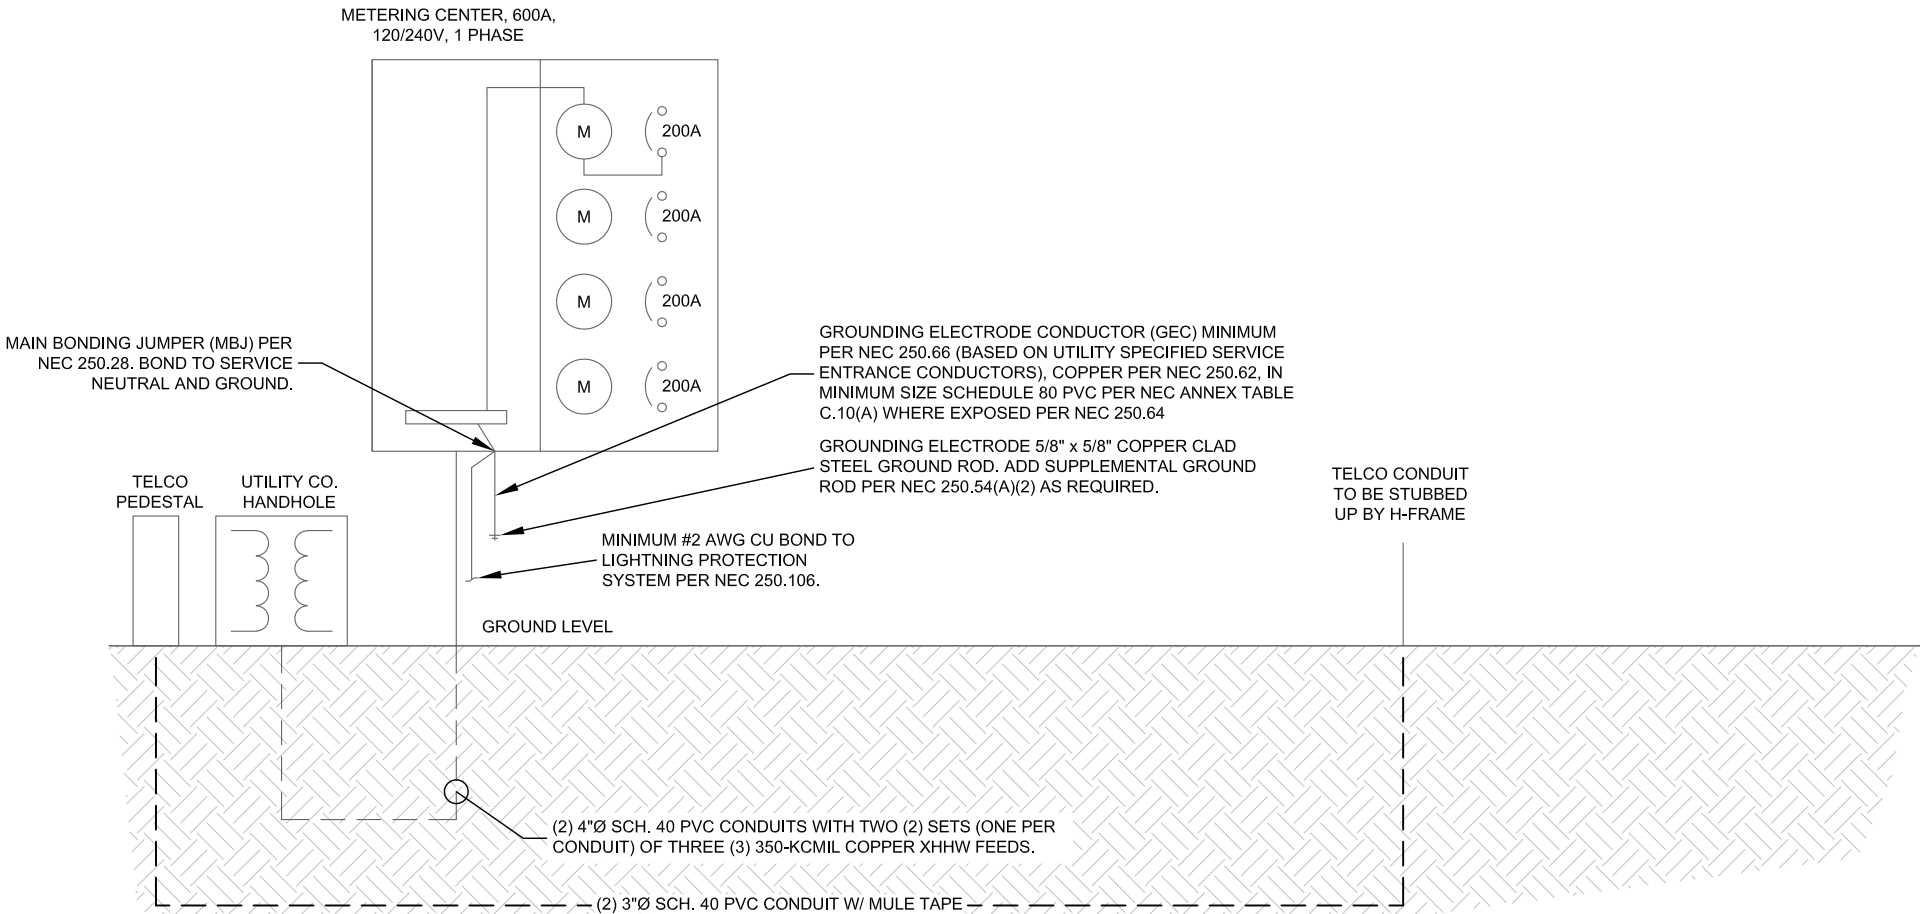 METERING CENTER, 600A,
120/240V, 1 PHASE
M
200A
M
200A
M
200A
M
200A
MAIN BONDING JUMPER (MBJ) PER
NEC 250.28. BOND TO SERVICE
NEUTRAL AND GROUND.
GROUNDING ELECTRODE CONDUCTOR (GEC) MINIMUM
PER NEC 250.66 (BASED ON UTILITY SPECIFIED SERVICE
ENTRANCE CONDUCTORS), COPPER PER NEC 250.62, IN
MINIMUM SIZE SCHEDULE 80 PVC PER NEC ANNEX TABLE
C.10(A) WHERE EXPOSED PER NEC 250.64
GROUNDING ELECTRODE 5/8" x 5/8" COPPER CLAD
STEEL GROUND ROD. ADD SUPPLEMENTAL GROUND
ROD PER NEC 250.54(A)(2) AS REQUIRED.
TELCO
PEDESTAL
UTILITY CO.
HANDHOLE
TELCO CONDUIT
TO BE STUBBED
UP BY H-FRAME
MINIMUM #2 AWG CU BOND TO
LIGHTNING PROTECTION
SYSTEM PER NEC 250.106.
GROUND LEVEL
(2) 4"Ø SCH. 40 PVC CONDUITS WITH TWO (2) SETS (ONE PER
CONDUIT) OF THREE (3) 350-KCMIL COPPER XHHW FEEDS.
(2) 3"Ø SCH. 40 PVC CONDUIT W/ MULE TAPE